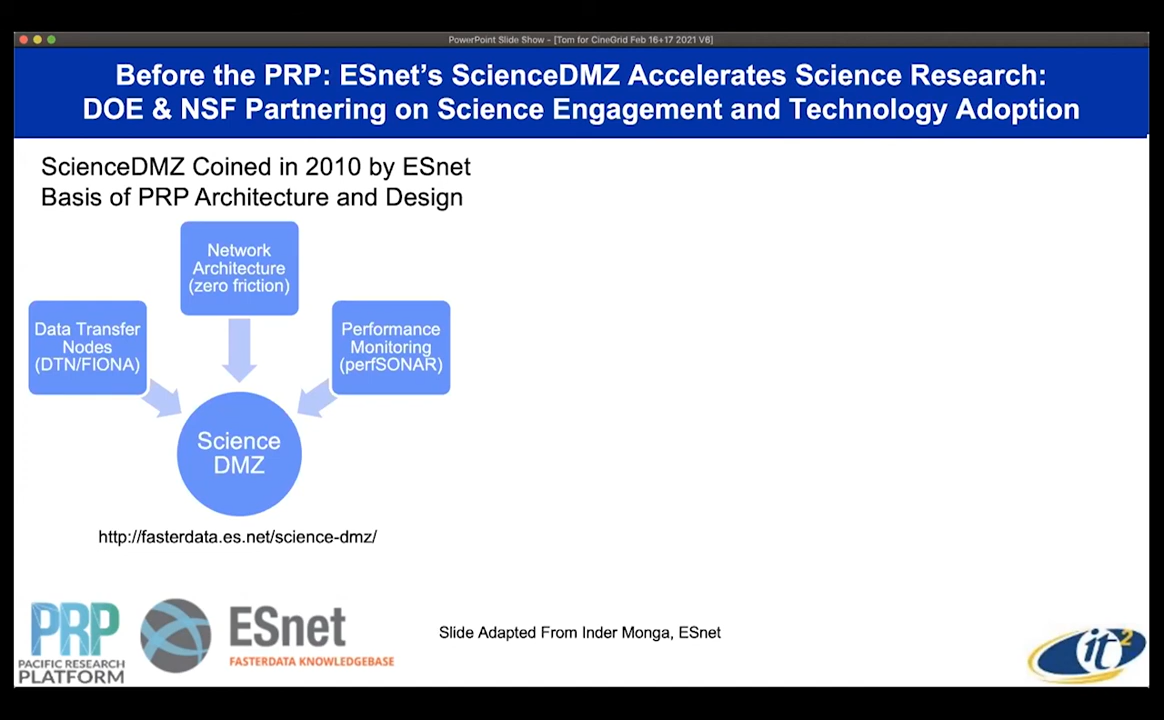 PowerPoint Slide Show - [Tom for CineGrid Feb 16+17 2021 V6]
Before the PRP: ESnet's ScienceDMZ Accelerates Science Research:
DOE & NSF Partnering on Science Engagement and Technology Adoption
ScienceDMZ Coined in 2010 by ESnet
Basis of PRP Architecture and Design
Network
Architecture
(zero friction)
Data Transfer
Nodes
(DTN/FIONA)
Performance
Monitoring
(perfSONAR)
Science
DMZ
http://fasterdata.es.net/science-dmz/
PRP
PACIFIC RESEARCH
PLATFORM
ESnet
FASTERDATA KNOWLEDGEBASE
Slide Adapted From Inder Monga, ESnet
it2